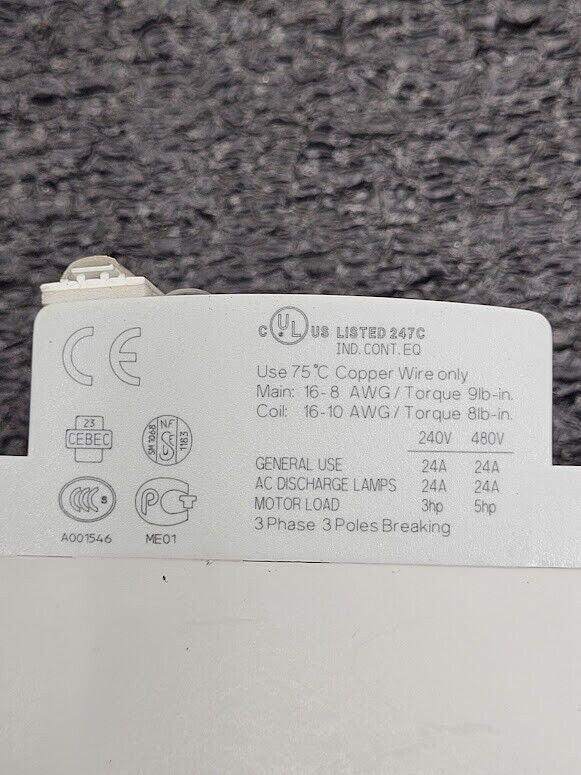 CE
C UL US LISTED 247C
IND. CONT. EQ
Use 75°C Copper Wire only
Main: 16-8 AWG / Torque 9lb-in.
Coil: 16-10 AWG / Torque 8lb-in.
240V 480V
GENERAL USE 24A 24A
AC DISCHARGE LAMPS 24A 24A
MOTOR LOAD 3hp 5hp
3 Phase 3 Poles Breaking
23
CEBEC
NF
SM 1068
1183
CCC S
A001546
PCT
ME01